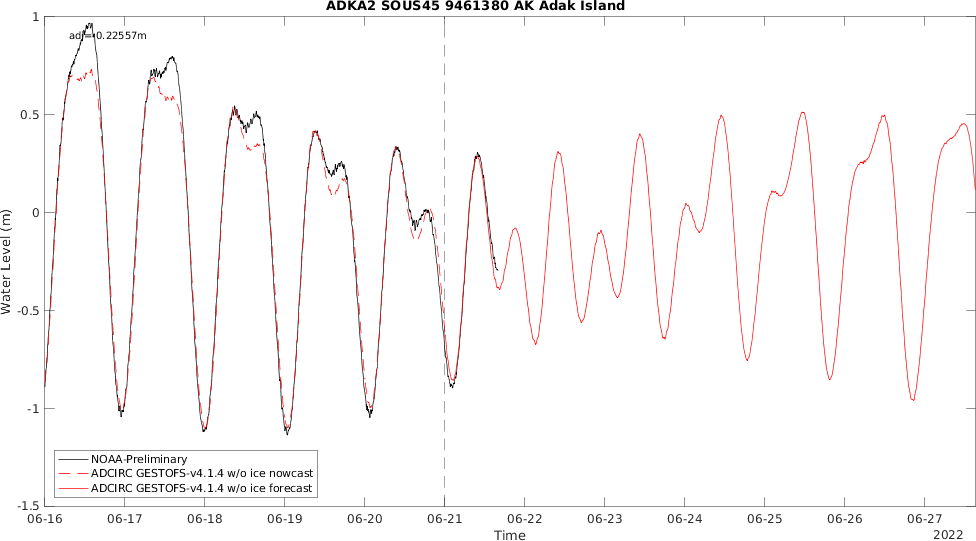 ADKA2 SOUS45 9461380 AK Adak Island
adj=-0.22557m
Water Level (m)
1
0.5
0
-0.5
-1
-1.5
NOAA-Preliminary
ADCIRC GESTOFS-v4.1.4 w/o ice nowcast
ADCIRC GESTOFS-v4.1.4 w/o ice forecast
06-16 06-17 06-18 06-19 06-20 06-21 06-22 06-23 06-24 06-25 06-26 06-27
Time
2022